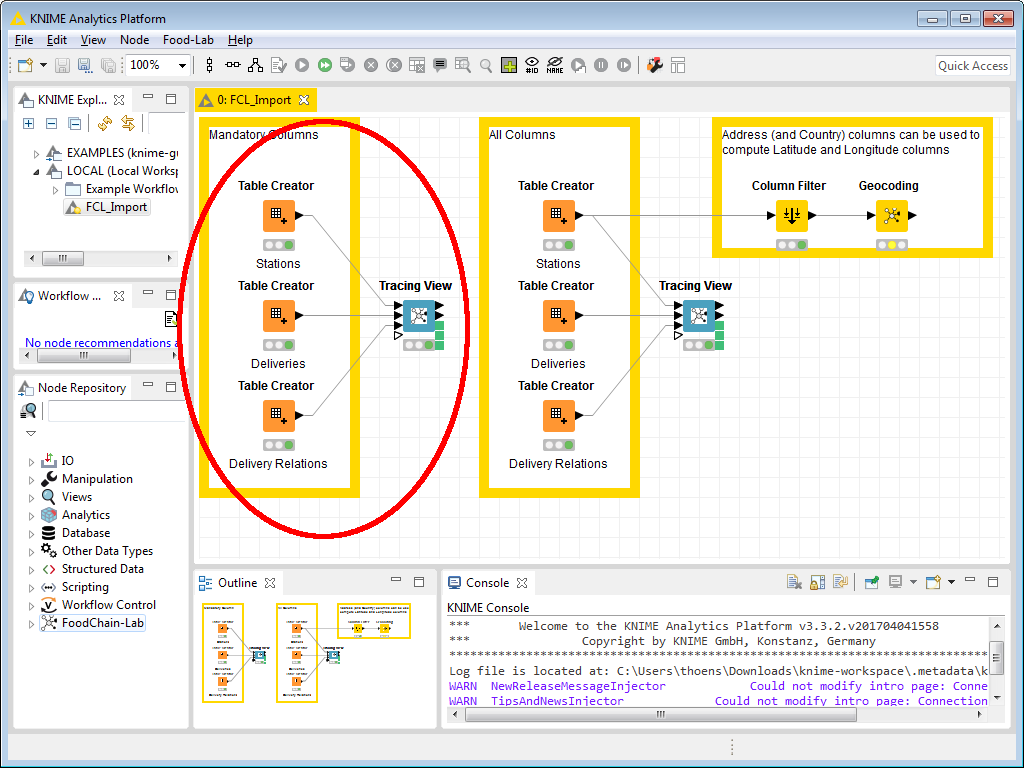 KNIME Analytics Platform
File Edit View Node Food-Lab Help
100%
#ID
NAME
Quick Access
KNIME Expl...
EXAMPLES (knime-gu
LOCAL (Local Worksp
Example Workflow
FCL_Import
Workflow ...
No node recommendations a
Node Repository
IO
Manipulation
Views
Analytics
Database
Other Data Types
Structured Data
Scripting
Workflow Control
FoodChain-Lab
0: FCL_Import
Mandatory Columns
Table Creator
Stations
Table Creator
Deliveries
Table Creator
Delivery Relations
Tracing View
All Columns
Table Creator
Stations
Table Creator
Deliveries
Table Creator
Delivery Relations
Tracing View
Address (and Country) columns can be used to
compute Latitude and Longitude columns
Column Filter
Geocoding
Outline
Console
KNIME Console
*** Welcome to the KNIME Analytics Platform v3.3.2.v201704041558
*** Copyright by KNIME GmbH, Konstanz, Germany
Log file is located at: C:\Users\thoens\Downloads\knime-workspace\.metadata\k
WARN NewReleaseMessageInjector Could not modify intro page: Conne
WARN TipsAndNewsInjector Could not modify intro page: Connection